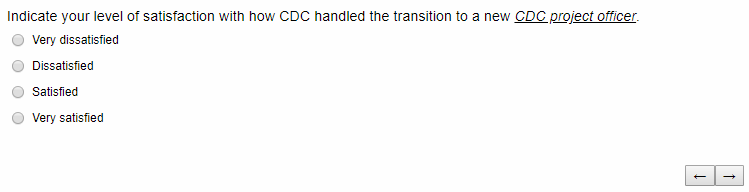 Indicate your level of satisfaction with how CDC handled the transition to a new CDC project officer.
Very dissatisfied
Dissatisfied
Satisfied
Very satisfied
← →